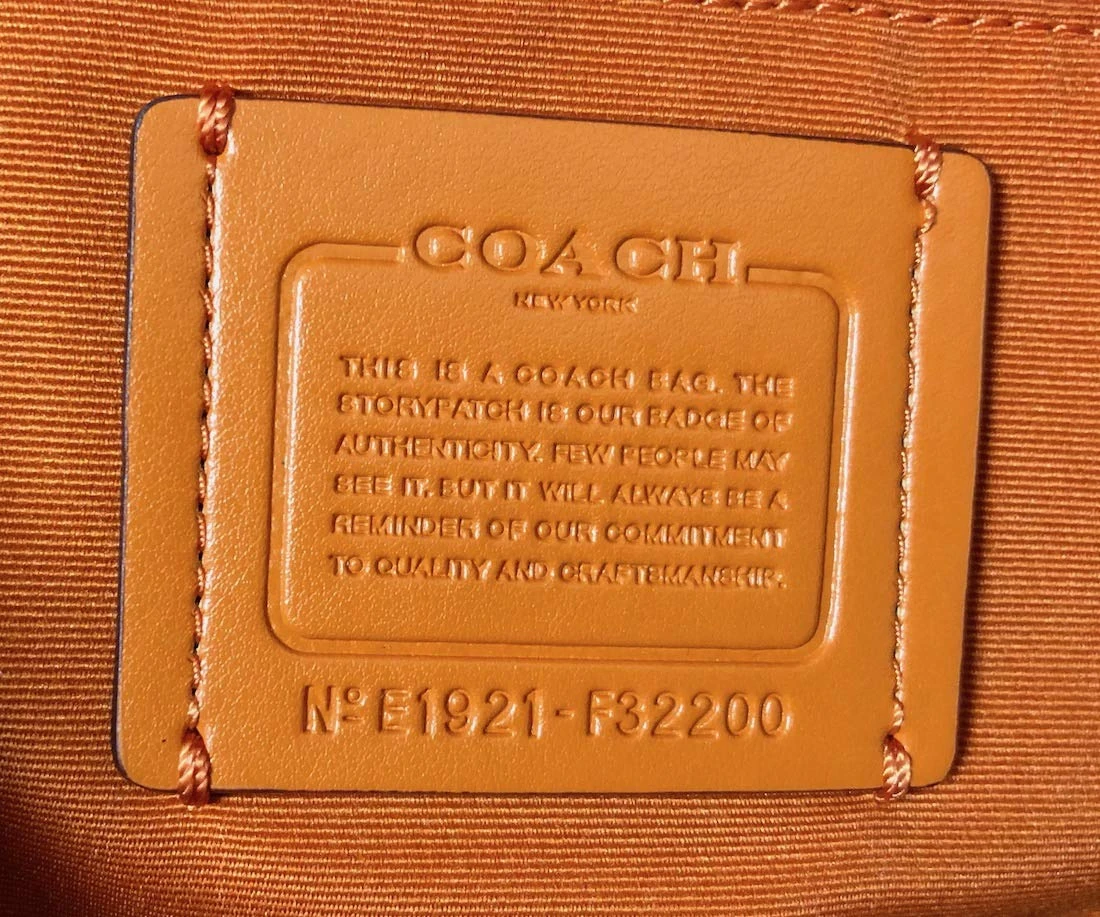 COACH
NEW YORK
THIS IS A COACH BAG. THE
STORYPATCH IS OUR BADGE OF
AUTHENTICITY. FEW PEOPLE MAY
SEE IT, BUT IT WILL ALWAYS BE A
REMINDER OF OUR COMMITMENT
TO QUALITY AND CRAFTSMANSHIP.
Nº E1921-F32200